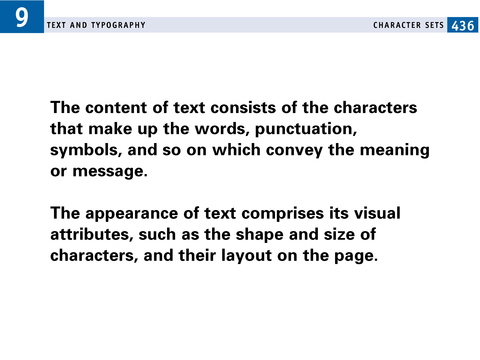 9
TEXT AND TYPOGRAPHY
CHARACTER SETS 436
The content of text consists of the characters
that make up the words, punctuation,
symbols, and so on which convey the meaning
or message.
The appearance of text comprises its visual
attributes, such as the shape and size of
characters, and their layout on the page.